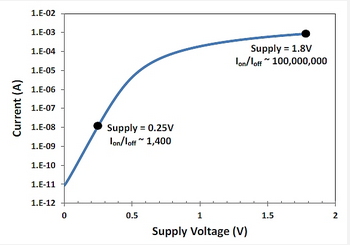 1.E-02
1.E-03
1.E-04
1.E-05
1.E-06
1.E-07
1.E-08
1.E-09
1.E-10
1.E-11
1.E-12
Current (A)
Supply = 1.8V
Ion/Ioff ~ 100,000,000
Supply = 0.25V
Ion/Ioff ~ 1,400
0
0.5
1
1.5
2
Supply Voltage (V)